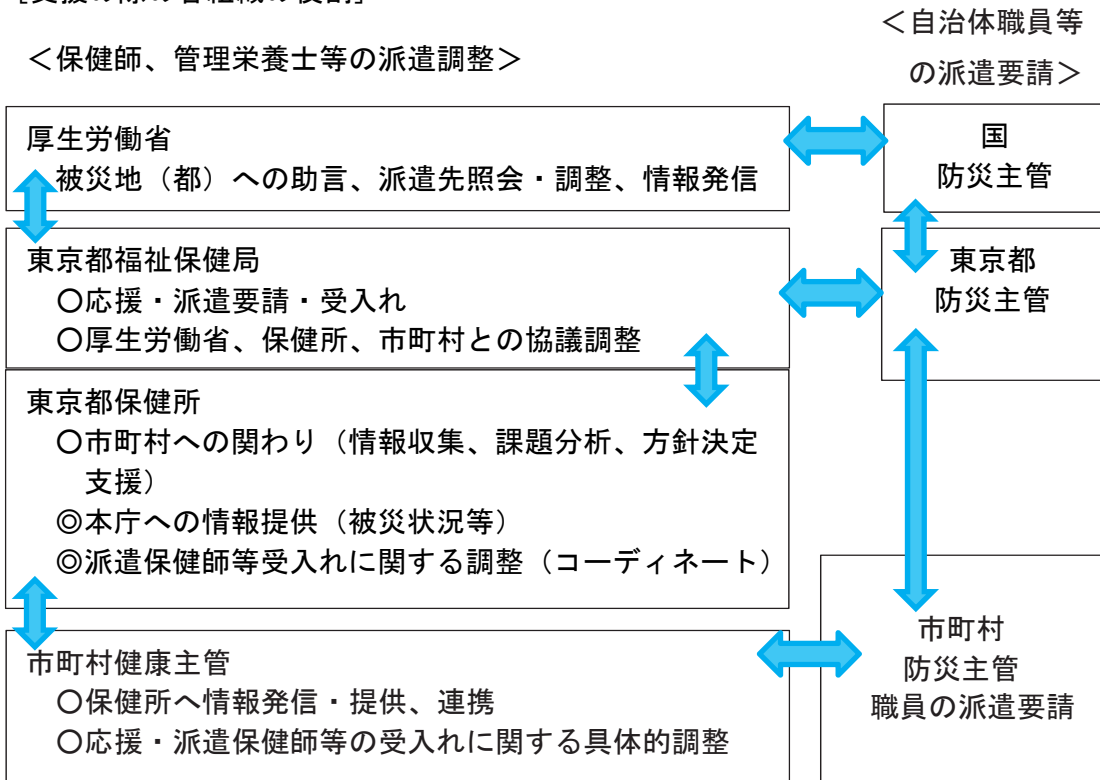 ＜保健師、管理栄養士等の派遣調整＞
＜自治体職員等
の派遣要請＞
厚生労働省
被災地（都）への助言、派遣先照会・調整、情報発信
国
防災主管
東京都福祉保健局
〇応援・派遣要請・受入れ
〇厚生労働省、保健所、市町村との協議調整
東京都
防災主管
東京都保健所
〇市町村への関わり（情報収集、課題分析、方針決定
支援）
◎本庁への情報提供（被災状況等）
◎派遣保健師等受入れに関する調整（コーディネート）
市町村健康主管
〇保健所へ情報発信・提供、連携
〇応援・派遣保健師等の受入れに関する具体的調整
市町村
防災主管
職員の派遣要請